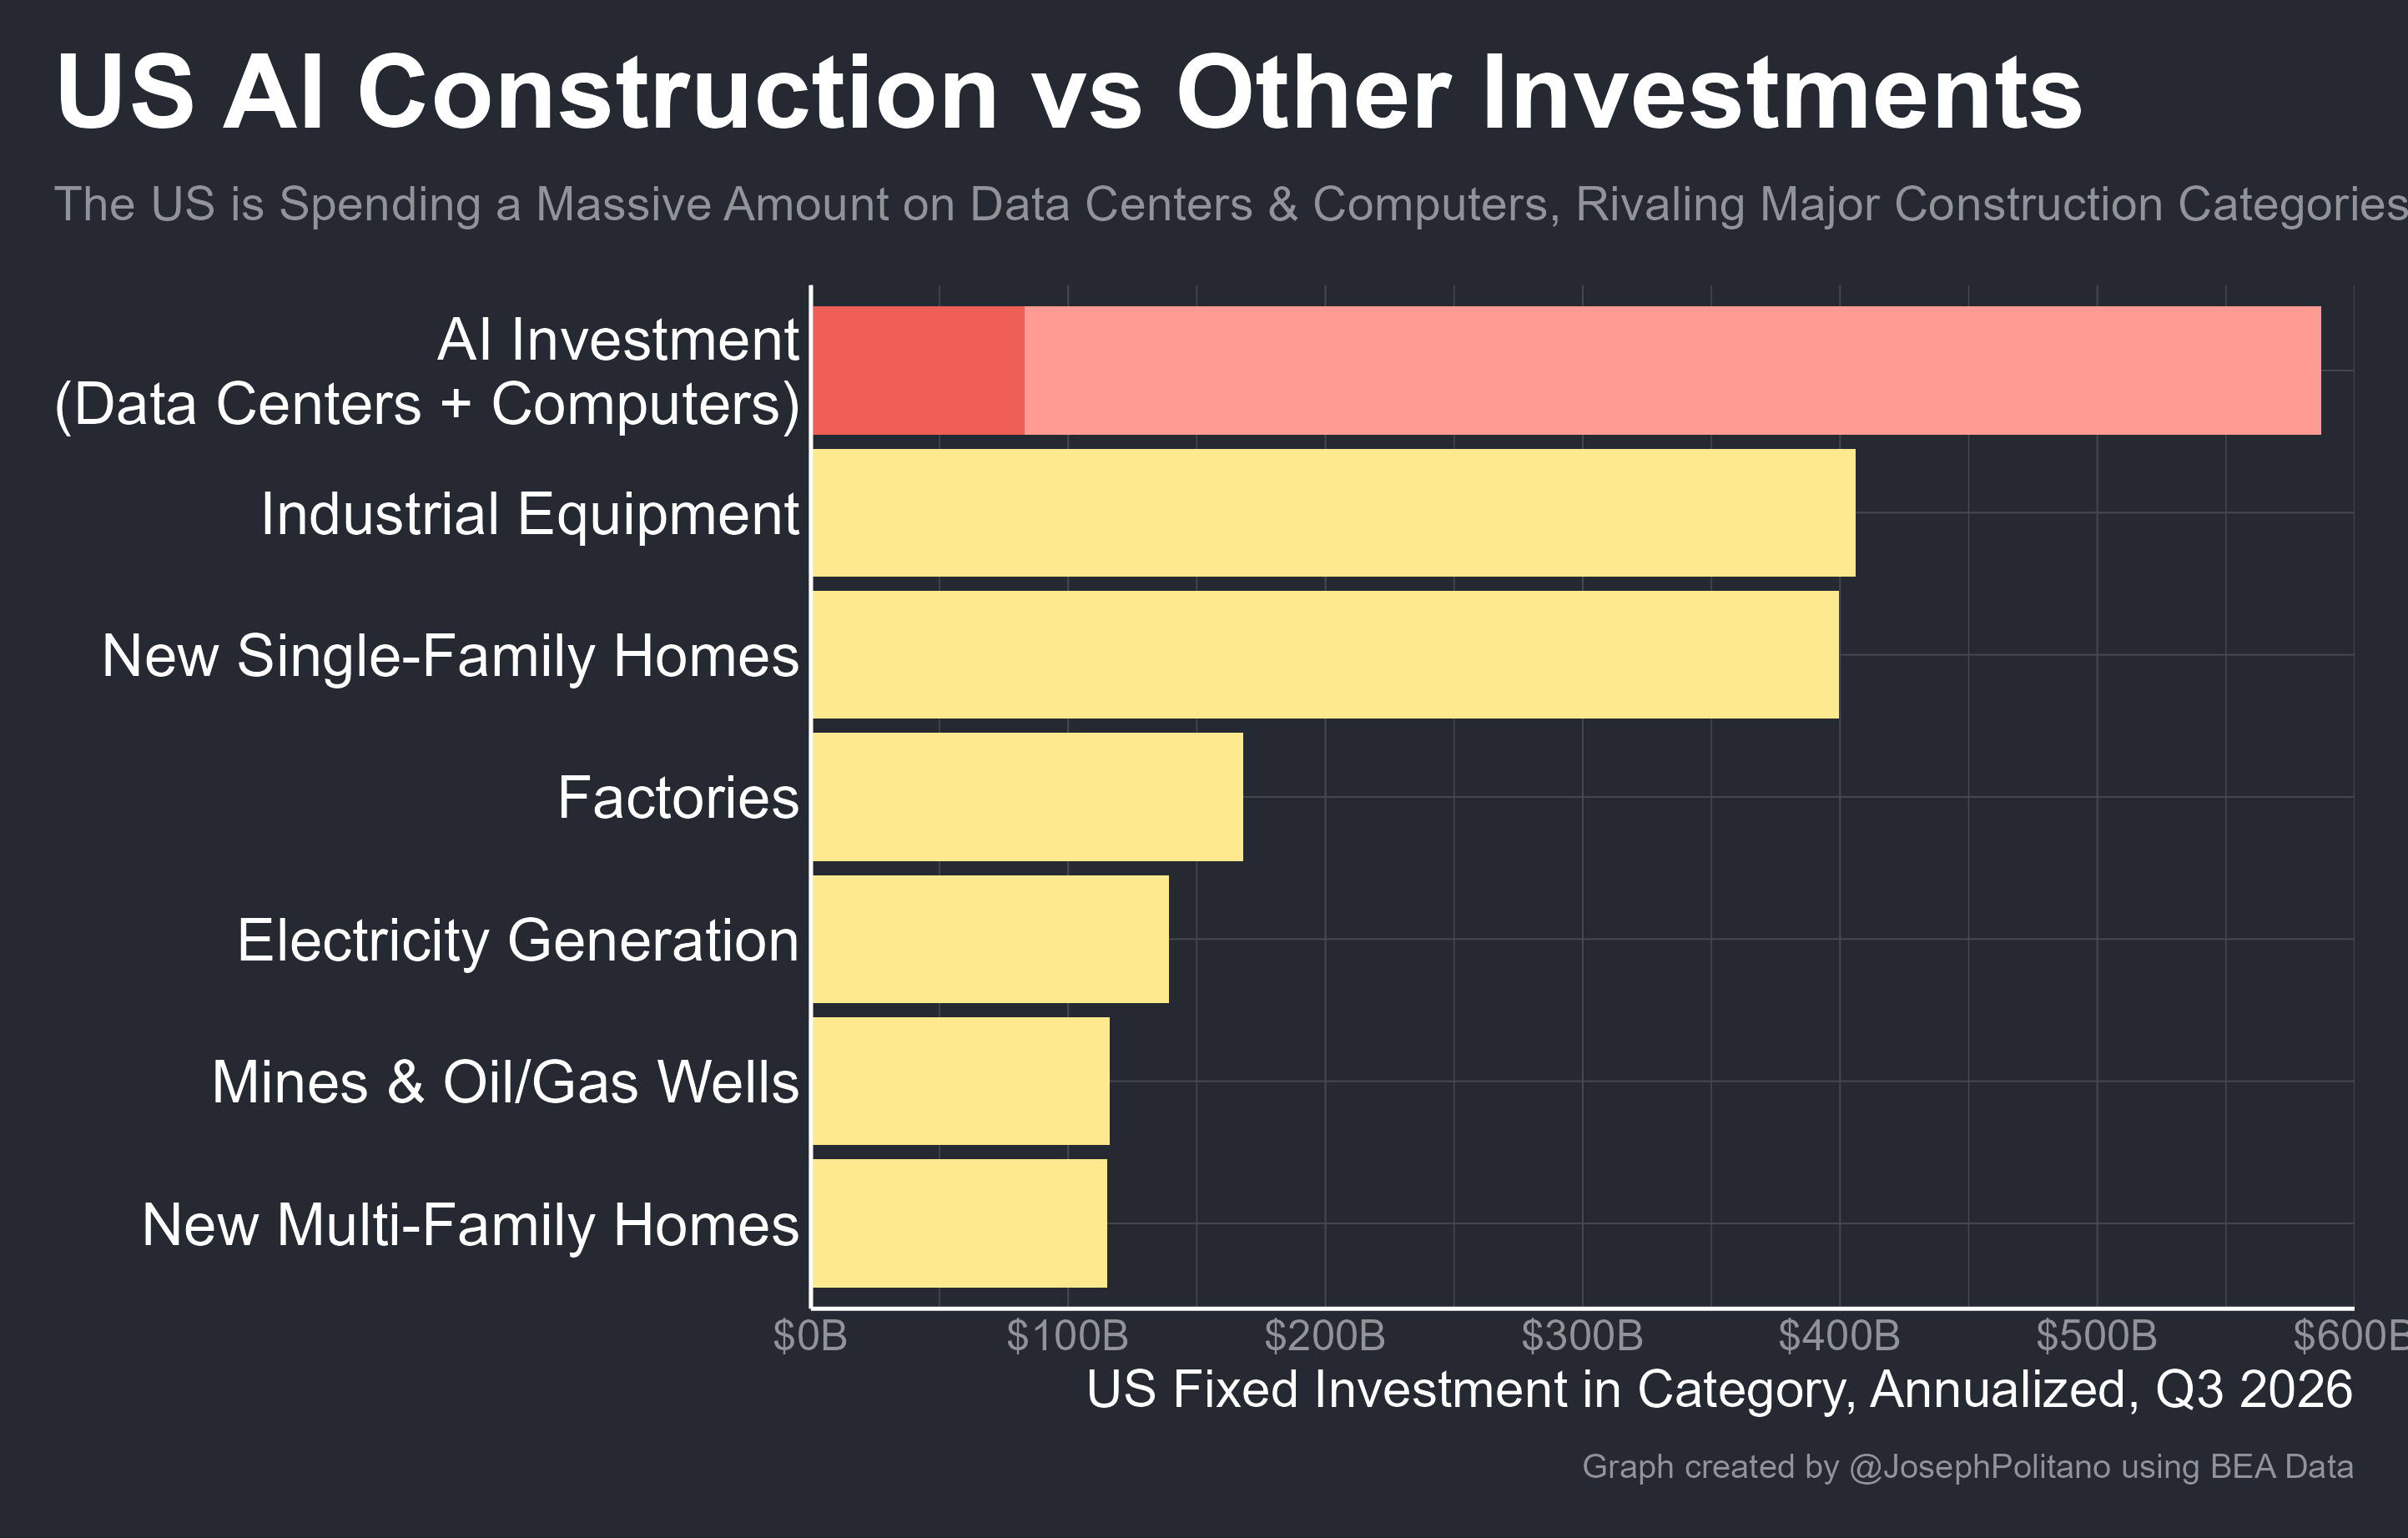 US AI Construction vs Other Investments
The US is Spending a Massive Amount on Data Centers & Computers, Rivaling Major Construction Categories
AI Investment
(Data Centers + Computers)
Industrial Equipment
New Single-Family Homes
Factories
Electricity Generation
Mines & Oil/Gas Wells
New Multi-Family Homes
$0B $100B $200B $300B $400B $500B $600B
US Fixed Investment in Category, Annualized, Q3 2026
Graph created by @JosephPolitano using BEA Data